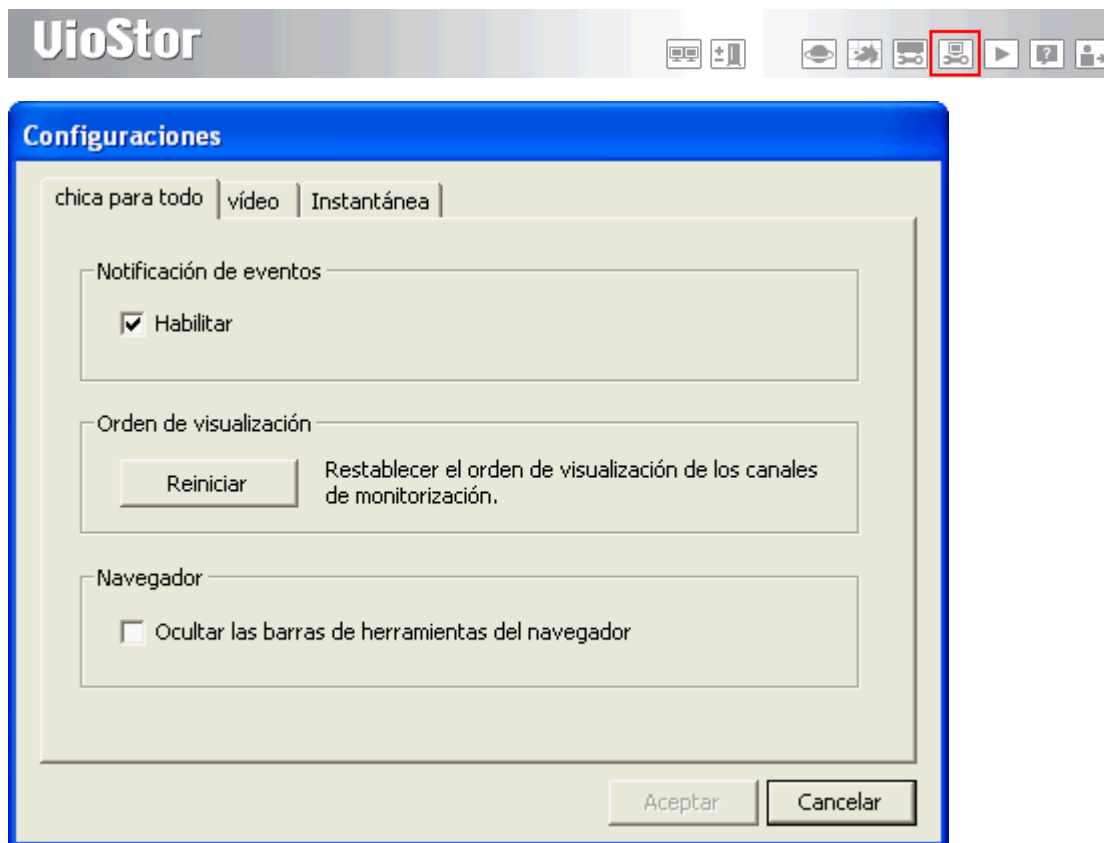 VioStor
Configuraciones
chica para todo
vídeo
Instantánea
Notificación de eventos
Habilitar
Orden de visualización
Reiniciar
Restablecer el orden de visualización de los canales
de monitorización.
Navegador
Ocultar las barras de herramientas del navegador
Aceptar
Cancelar